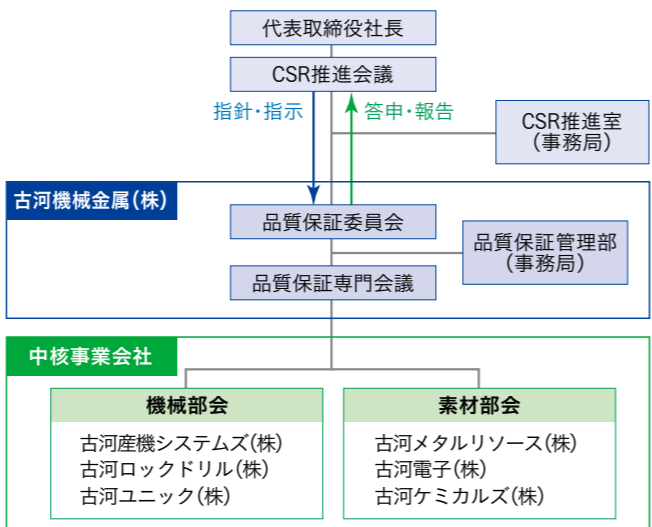 代表取締役社長
CSR推進会議
指針・指示
答申・報告
CSR推進室
(事務局)
古河機械金属(株)
品質保証委員会
品質保証管理部
(事務局)
品質保証専門会議
中核事業会社
機械部会
古河産機システムズ(株)
古河ロックドリル(株)
古河ユニック(株)
素材部会
古河メタルリソース(株)
古河電子(株)
古河ケミカルズ(株)